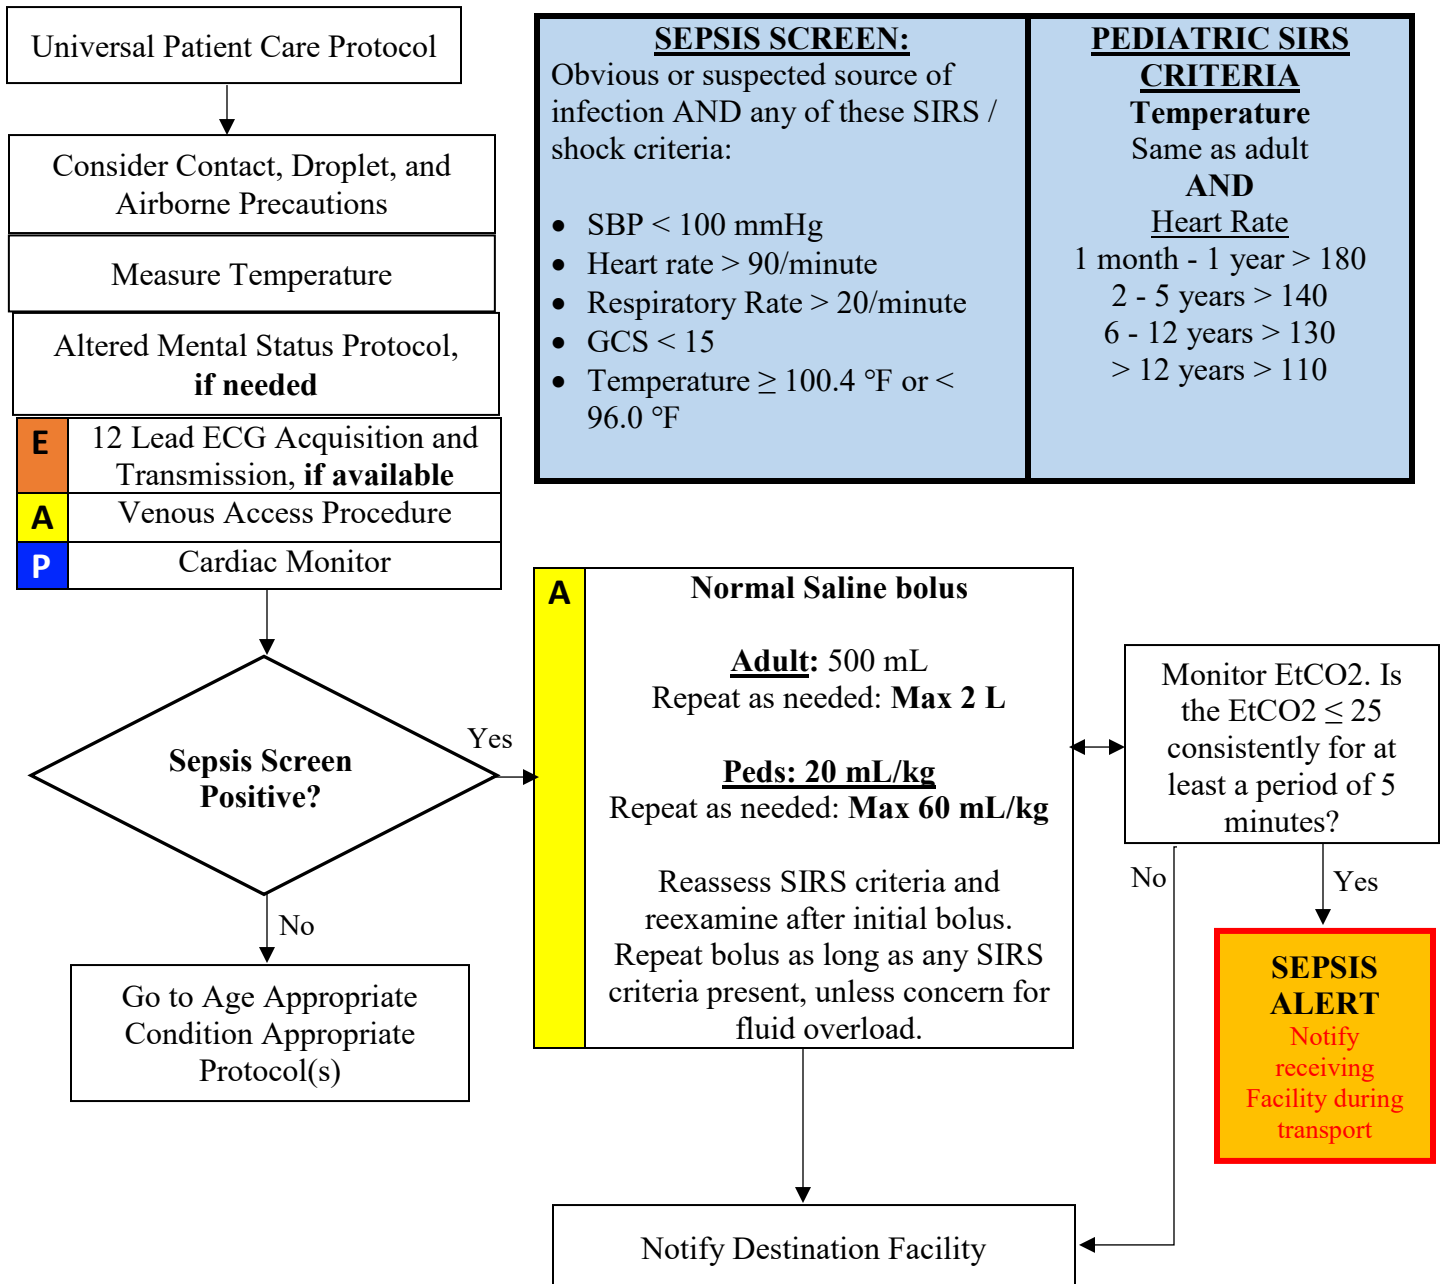 Universal Patient Care Protocol
Consider Contact, Droplet, and
Airborne Precautions
Measure Temperature
Altered Mental Status Protocol,
if needed
E
12 Lead ECG Acquisition and
Transmission, if available
A
Venous Access Procedure
P
Cardiac Monitor
SEPSIS SCREEN:
Obvious or suspected source of
infection AND any of these SIRS /
shock criteria:
• SBP < 100 mmHg
• Heart rate > 90/minute
• Respiratory Rate > 20/minute
• GCS < 15
• Temperature ≥ 100.4 °F or <
96.0 °F
PEDIATRIC SIRS
CRITERIA
Temperature
Same as adult
AND
Heart Rate
1 month - 1 year > 180
2 - 5 years > 140
6 - 12 years > 130
> 12 years > 110
Sepsis Screen
Positive?
Yes
No
Go to Age Appropriate
Condition Appropriate
Protocol(s)
A
Normal Saline bolus
Adult: 500 mL
Repeat as needed: Max 2 L
Peds: 20 mL/kg
Repeat as needed: Max 60 mL/kg
Reassess SIRS criteria and
reexamine after initial bolus.
Repeat bolus as long as any SIRS
criteria present, unless concern for
fluid overload.
Monitor EtCO2. Is
the EtCO2 ≤ 25
consistently for at
least a period of 5
minutes?
No
Yes
SEPSIS
ALERT
Notify
receiving
Facility during
transport
Notify Destination Facility